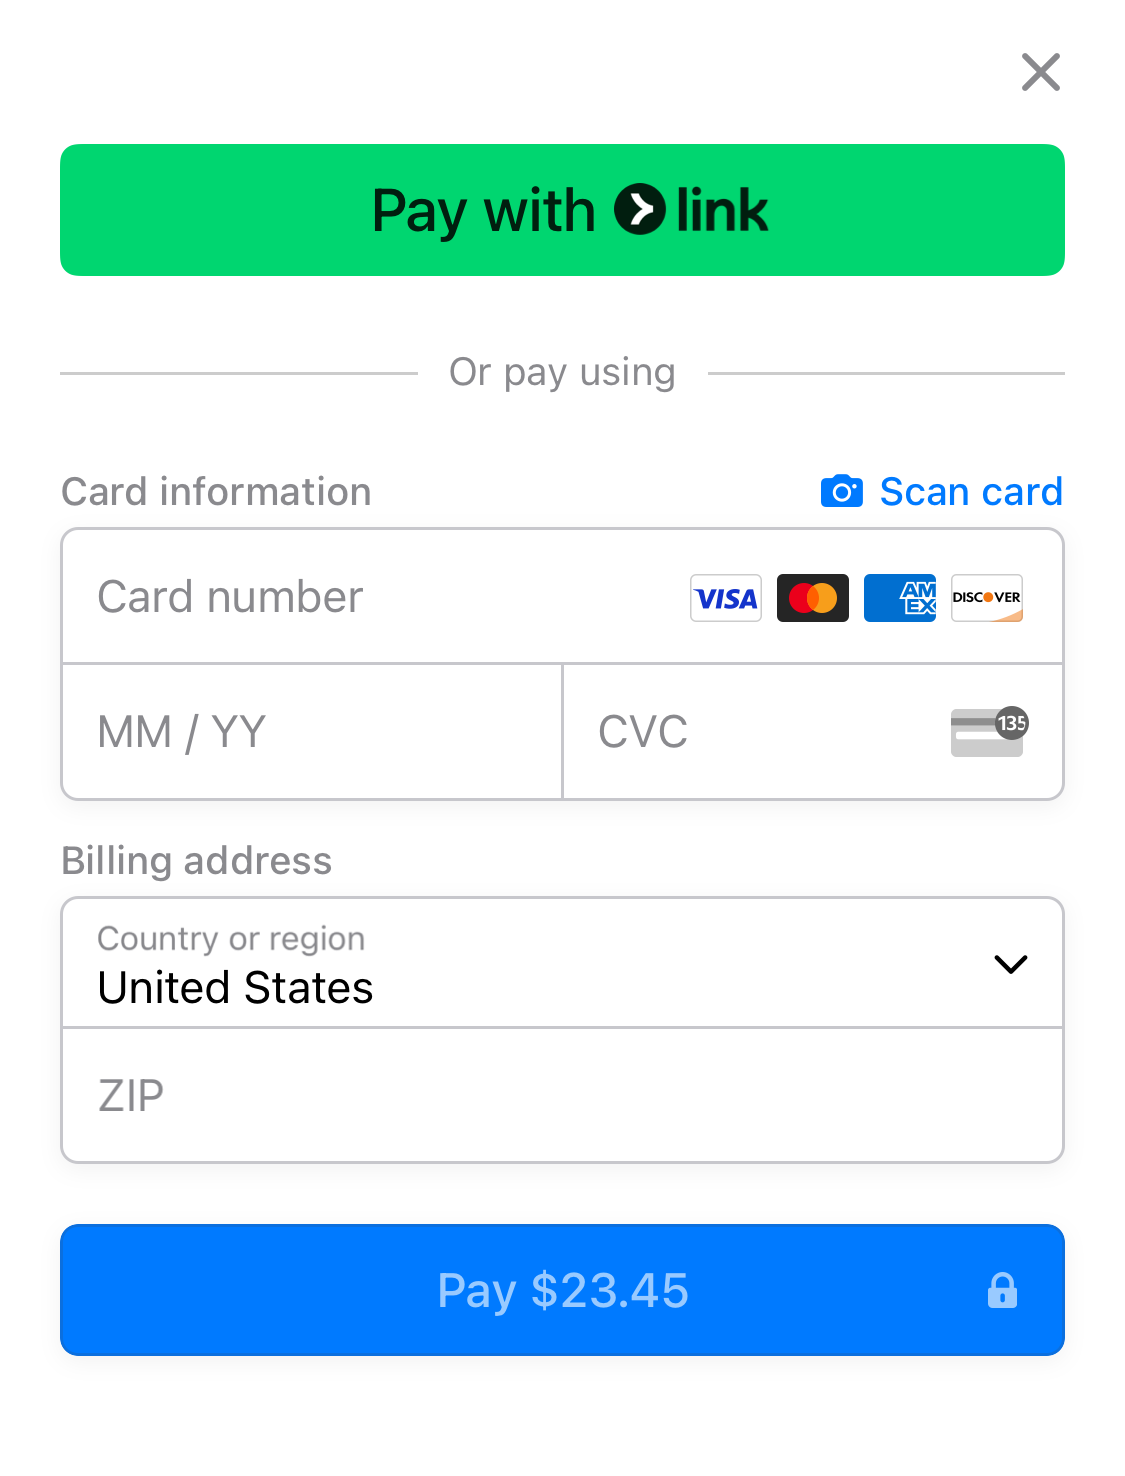 Pay with link
Or pay using
Card information Scan card
Card number VISA AM EX DISCOVER
MM / YY CVC 135
Billing address
Country or region
United States
ZIP
Pay $23.45